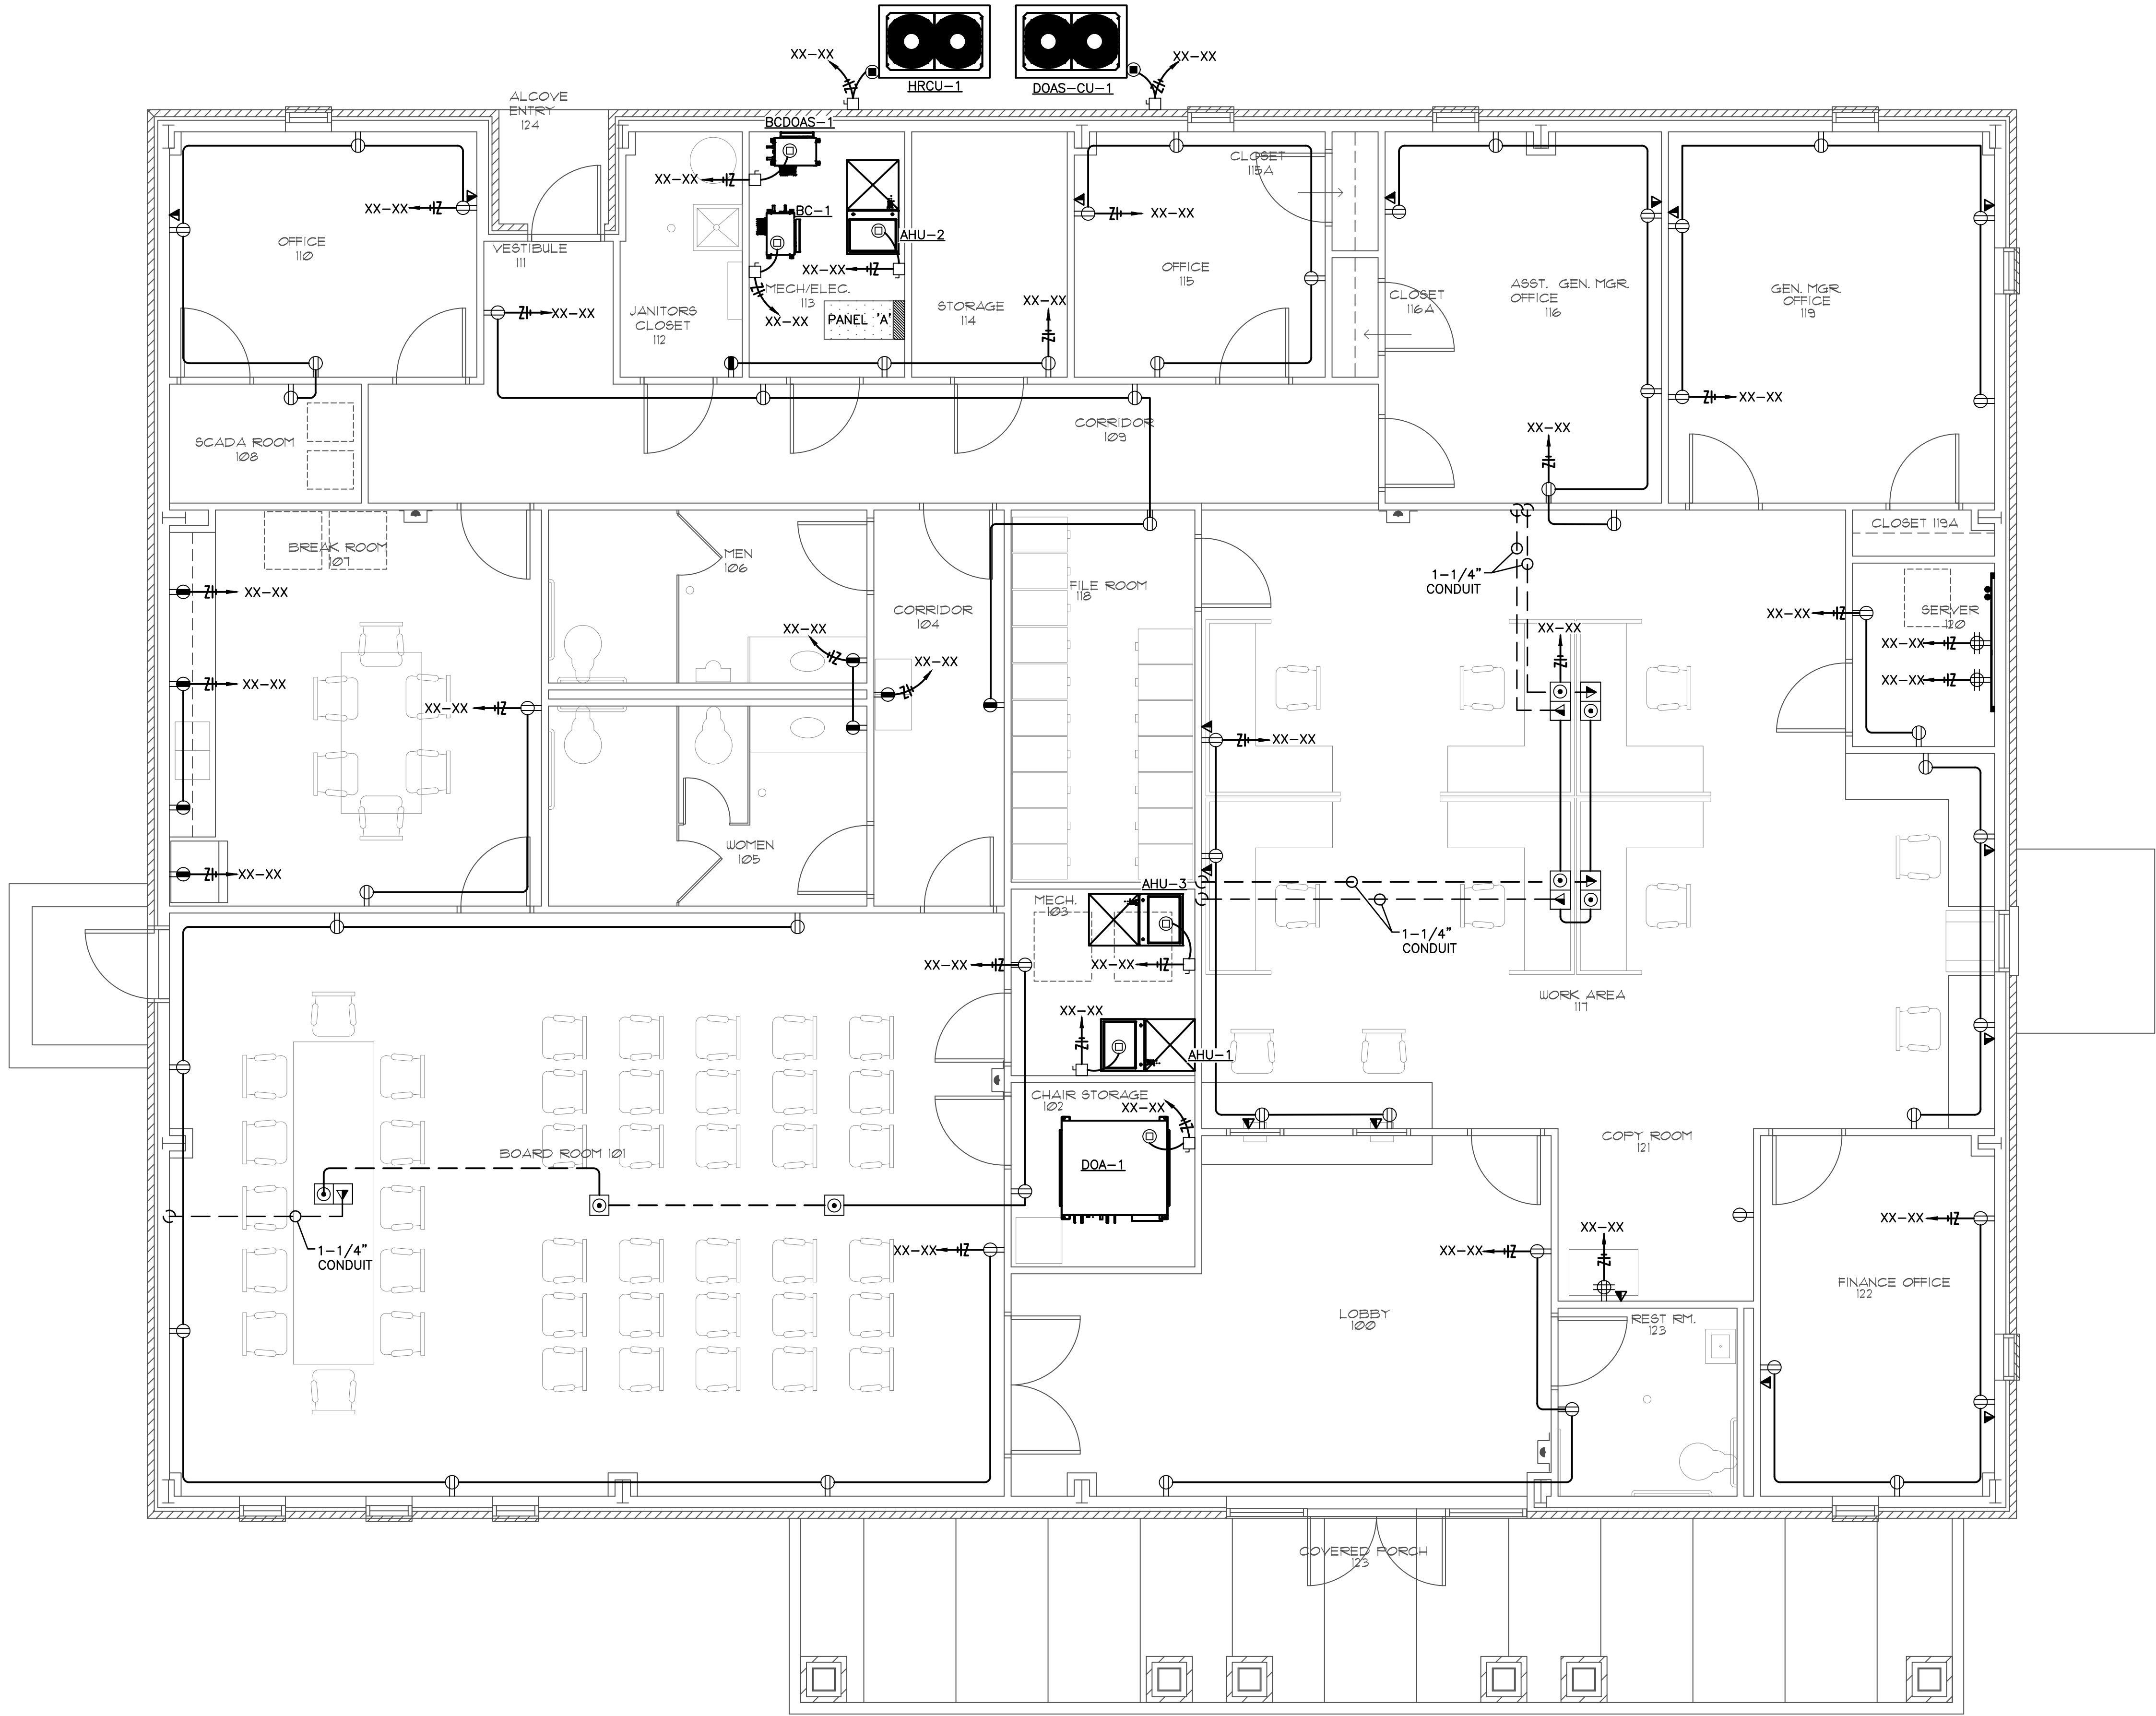 XX-XX
XX-XX
HRCU-1
DOAS-CU-1
ALCOVE
ENTRY
124
BCDOAS-1
CLOSET
115A
XX-XX
XX-XX
BC-1
XX-XX
AHU-2
OFFICE
110
VESTIBULE
111
XX-XX
OFFICE
115
ASST. GEN. MGR.
OFFICE
116
GEN. MGR.
OFFICE
119
MECH/ELEC.
113
CLOSET
116A
XX-XX
JANITORS
CLOSET
112
XX-XX
PANEL 'A'
STORAGE
114
XX-XX
XX-XX
SCADA ROOM
108
CORRIDOR
109
XX-XX
CLOSET 119A
BREAK ROOM
107
MEN
106
FILE ROOM
118
1-1/4"
CONDUIT
XX-XX
CORRIDOR
104
XX-XX
SERVER
120
XX-XX
XX-XX
XX-XX
XX-XX
XX-XX
XX-XX
XX-XX
XX-XX
XX-XX
WOMEN
105
XX-XX
AHU-3
MECH.
103
1-1/4"
CONDUIT
XX-XX
XX-XX
WORK AREA
117
XX-XX
AHU-1
CHAIR STORAGE
102
XX-XX
BOARD ROOM 101
DOA-1
COPY ROOM
121
XX-XX
XX-XX
1-1/4"
CONDUIT
XX-XX
XX-XX
FINANCE OFFICE
122
LOBBY
100
REST RM.
123
COVERED PORCH
123